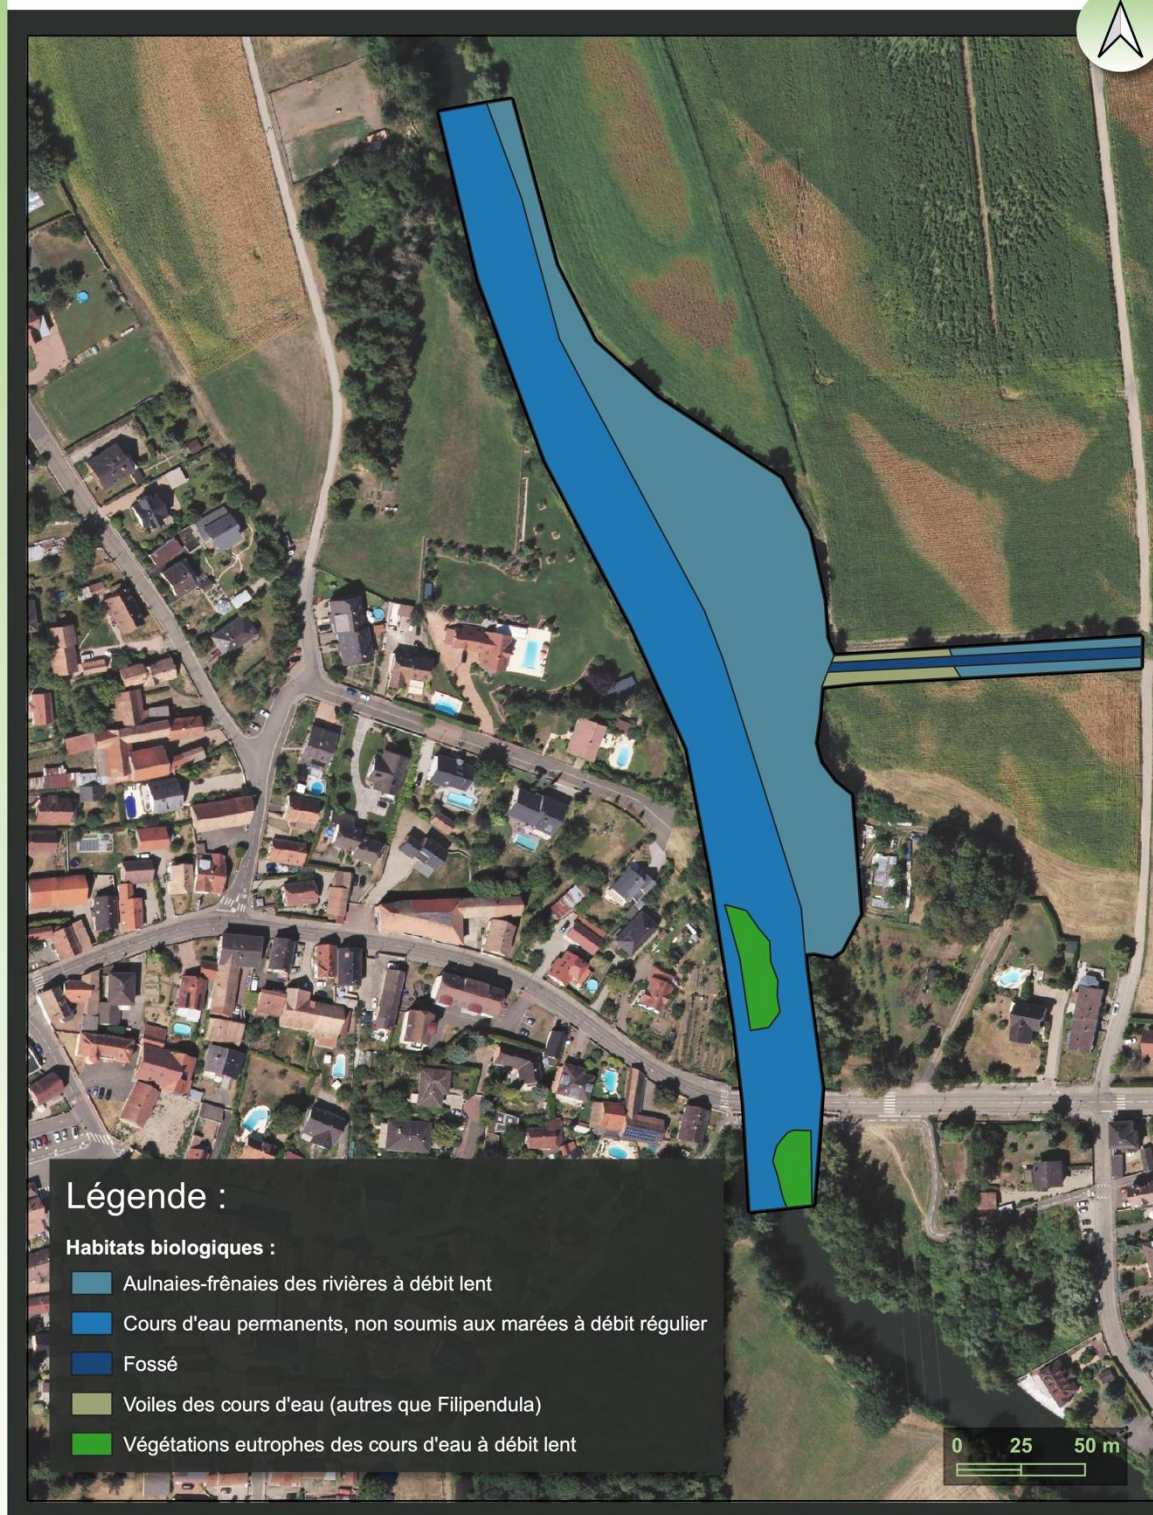 Légende :
Habitats biologiques :
Aulnaies-frênaies des rivières à débit lent
Cours d'eau permanents, non soumis aux marées à débit régulier
Fossé
Voiles des cours d'eau (autres que Filipendula)
Végétations eutrophes des cours d'eau à débit lent
0 25 50 m